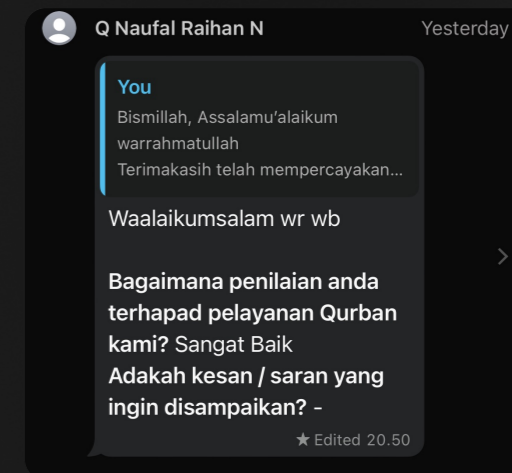 Q Naufal Raihan N
Yesterday
You
Bismillah, Assalamu’alaikum
warrahmatullah
Terimakasih telah mempercayakan...
Waalaikumsalam wr wb
Bagaimana penilaian anda
terhapad pelayanan Qurban
kami? Sangat Baik
Adakah kesan / saran yang
ingin disampaikan? -
Edited 20.50